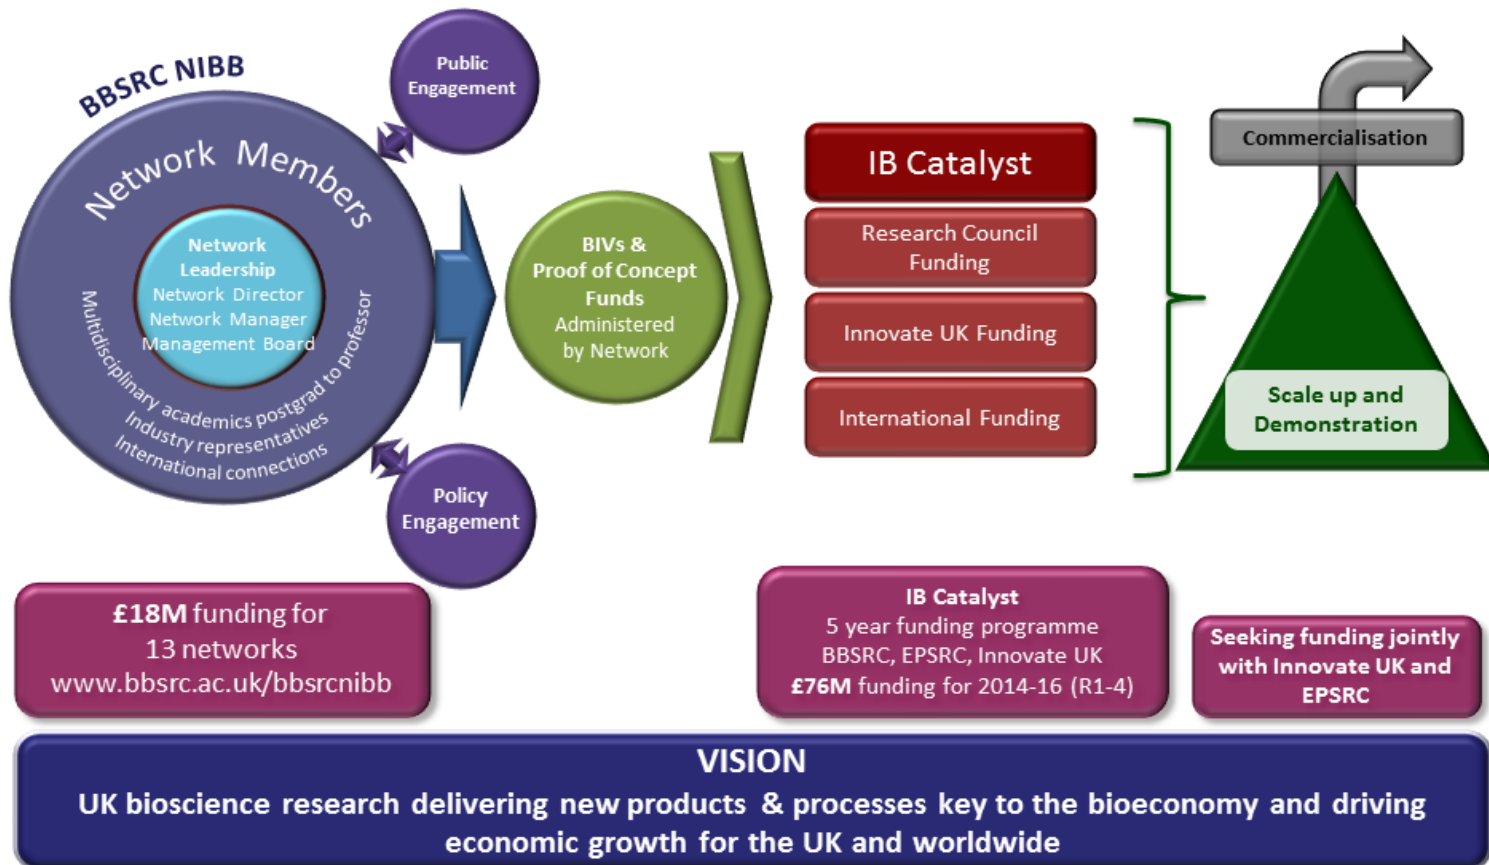 BBSRC NIBB
Network Members
Network
Leadership
Network Director
Network Manager
Management Board
Multidisciplinary academics postgrad to professor
Industry representatives
International connections
Public
Engagement
Policy
Engagement
BIVs &
Proof of Concept
Funds
Administered
by Network
IB Catalyst
Research Council
Funding
Innovate UK Funding
International Funding
Commercialisation
Scale up and
Demonstration
£18M funding for
13 networks
www.bbsrc.ac.uk/bbsrcnibb
IB Catalyst
5 year funding programme
BBSRC, EPSRC, Innovate UK
£76M funding for 2014-16 (R1-4)
Seeking funding jointly
with Innovate UK and
EPSRC
VISION
UK bioscience research delivering new products & processes key to the bioeconomy and driving
economic growth for the UK and worldwide